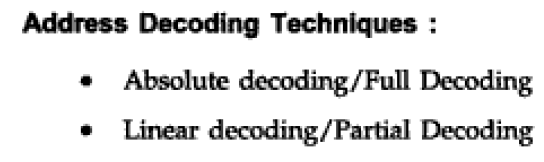 Address Decoding Techniques :
• Absolute decoding/Full Decoding
• Linear decoding/Partial Decoding